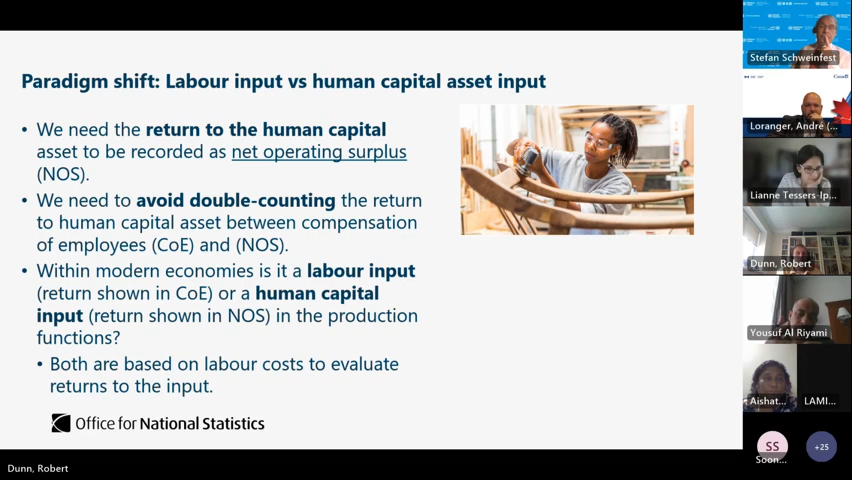 Paradigm shift: Labour input vs human capital asset input
• We need the return to the human capital
asset to be recorded as net operating surplus
(NOS).
• We need to avoid double-counting the return
to human capital asset between compensation
of employees (CoE) and (NOS).
• Within modern economies is it a labour input
(return shown in CoE) or a human capital
input (return shown in NOS) in the production
functions?
• Both are based on labour costs to evaluate
returns to the input.
Office for National Statistics
Dunn, Robert
Stefan Schweinfest
Canada
Loranger, André (...
Lianne Tessers-Ip...
Dunn, Robert
Yousuf Al Riyami
Aishat...
LAMI...
SS
Soon...
+25